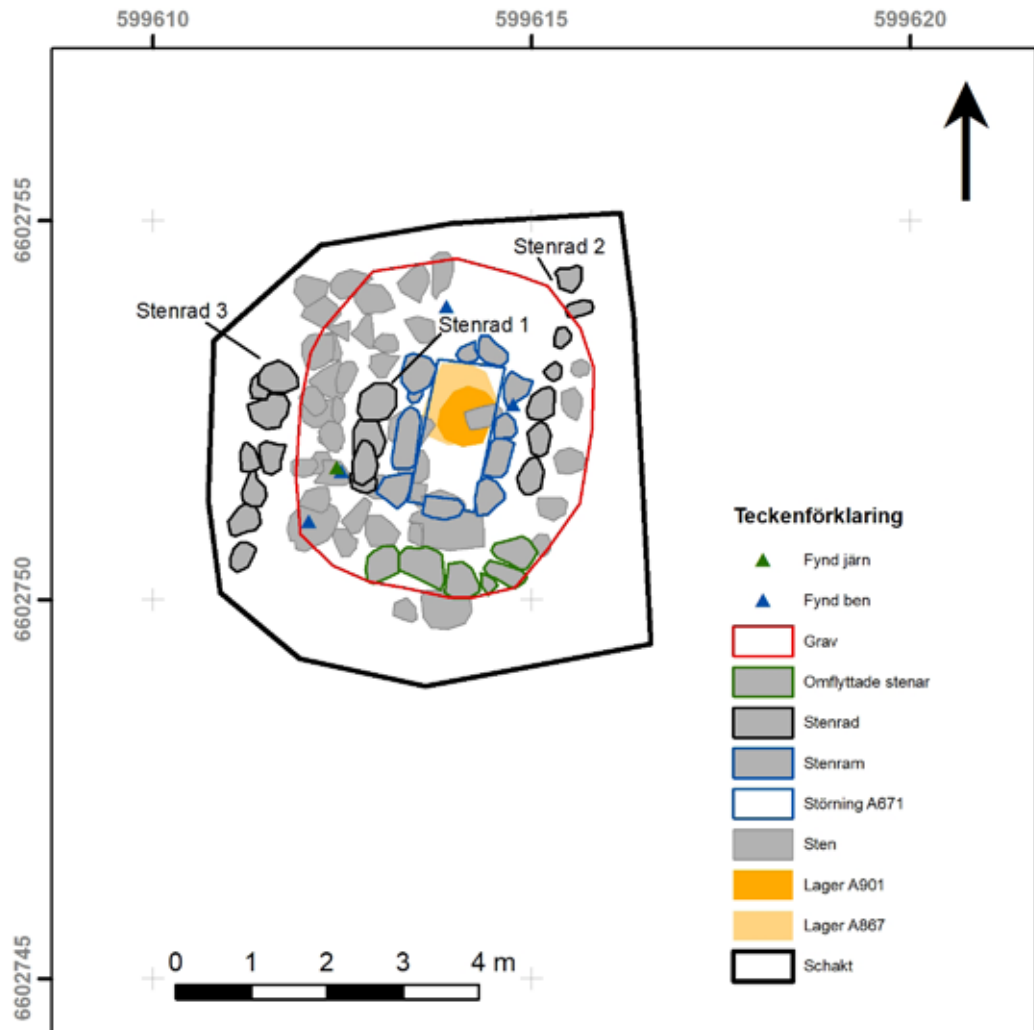 599610 599615 599620
6602755
6602750
6602745
Stenrad 2
Stenrad 3
Stenrad 1
Teckenförklaring
Fynd järn
Fynd ben
Grav
Omflyttade stenar
Stenrad
Stenram
Störning A671
Sten
Lager A901
Lager A867
Schakt
0 1 2 3 4 m